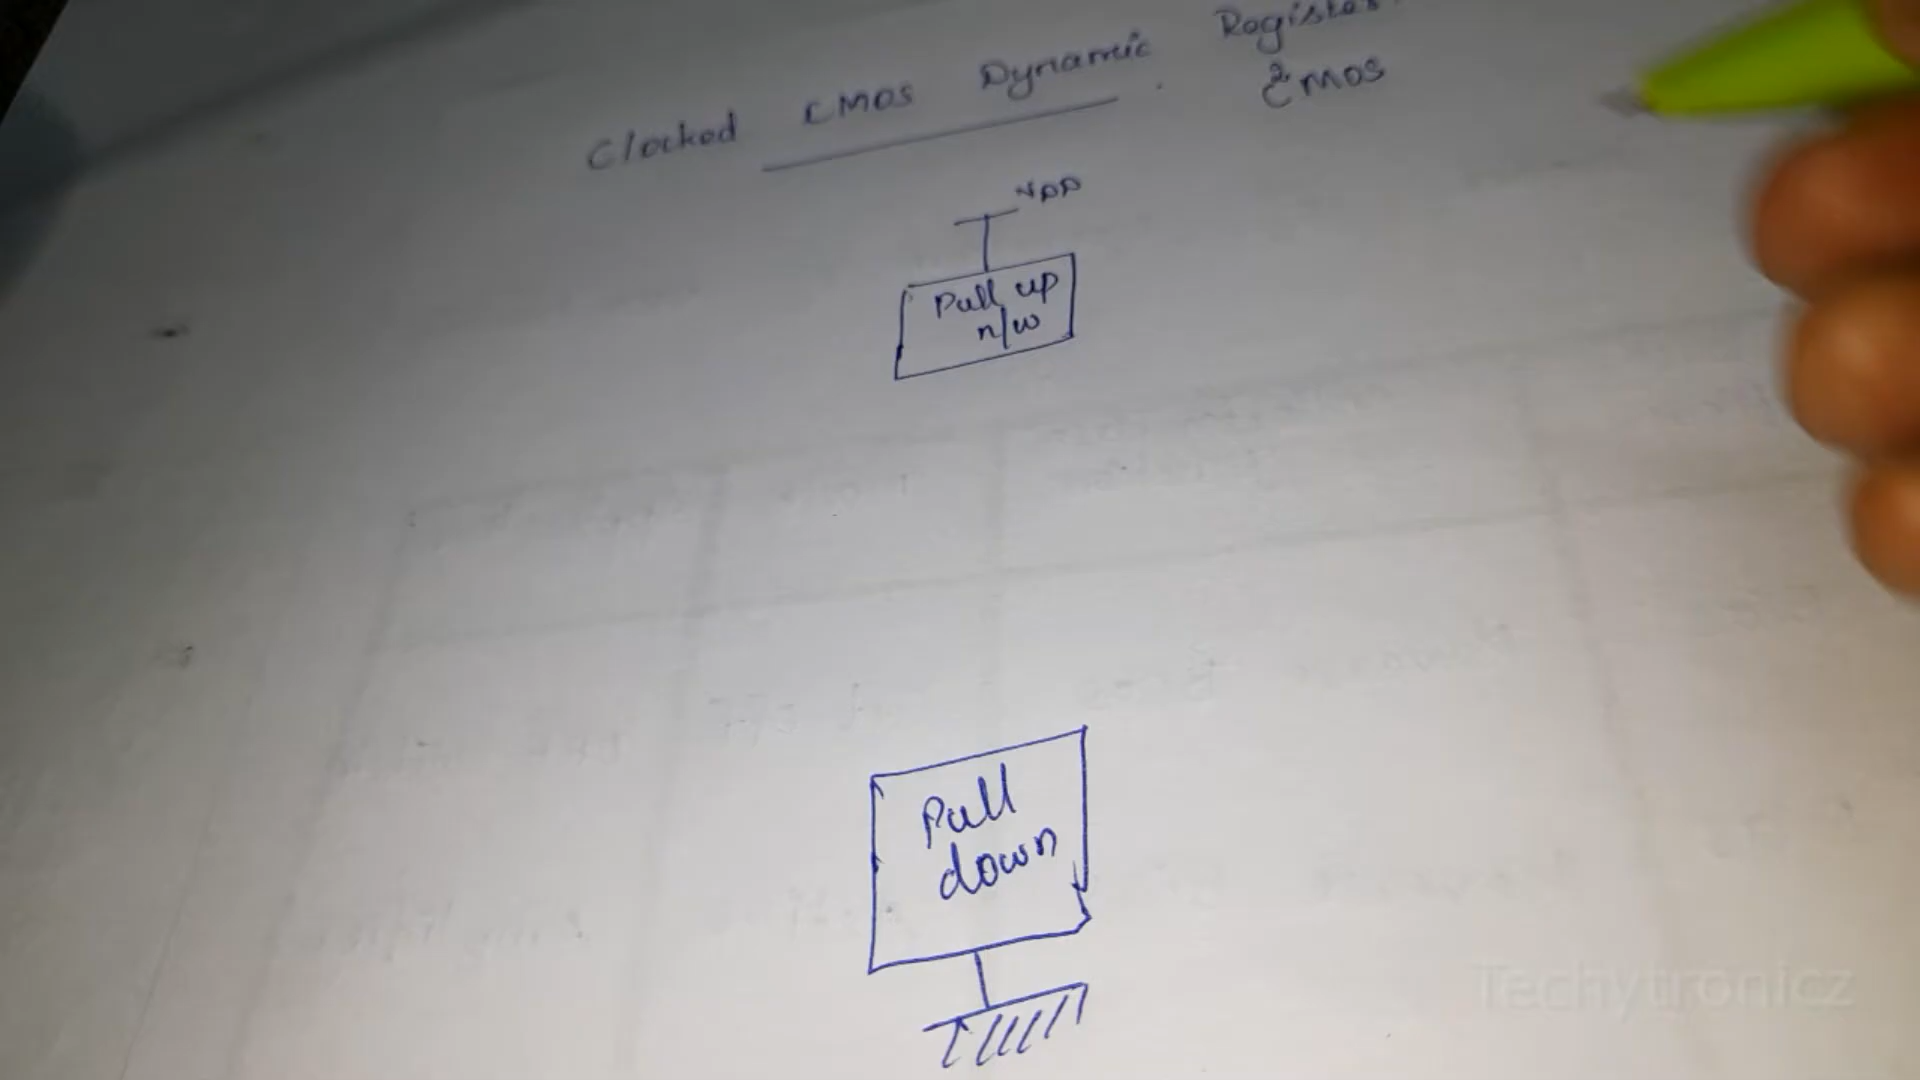 Clocked CMOS Dynamic Register.
C²MOS
VDD
Pull up
n/w
Pull
down
Techytronicz